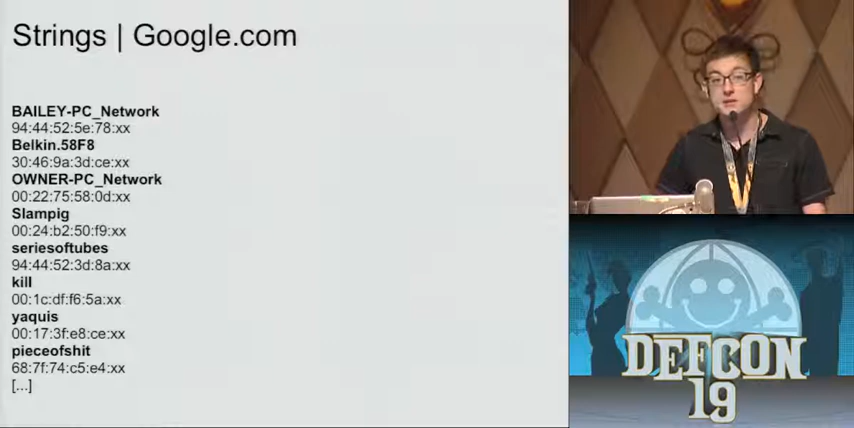 Strings | Google.com
BAILEY-PC_Network
94:44:52:5e:78:xx
Belkin.58F8
30:46:9a:3d:ce:xx
OWNER-PC_Network
00:22:75:58:0d:xx
Slampig
00:24:b2:50:f9:xx
seriesoftubes
94:44:52:3d:8a:xx
kill
00:1c:df:f6:5a:xx
yaquis
00:17:3f:e8:ce:xx
pieceofshit
68:7f:74:c5:e4:xx
[...]
DEFCON
19